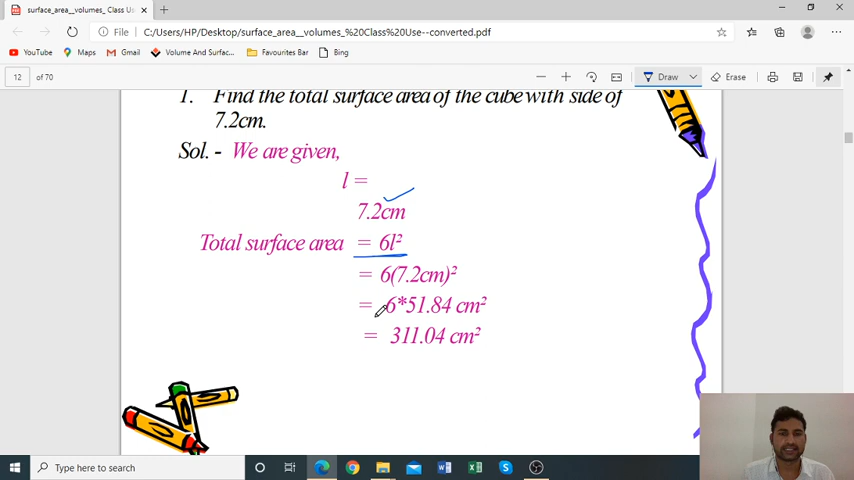 surface_area__volumes_ Class Us
File
C:/Users/HP/Desktop/surface_area__volumes_%20Class%20Use--converted.pdf
YouTube
Maps
Gmail
Volume And Surfac...
Favourites Bar
Bing
12 of 70
Draw
Erase
1. Find the total surface area of the cube with side of
7.2cm.
Sol. - We are given,
l =
7.2cm
Total surface area = 6l²
= 6(7.2cm)²
= 6*51.84 cm²
= 311.04 cm²
Type here to search